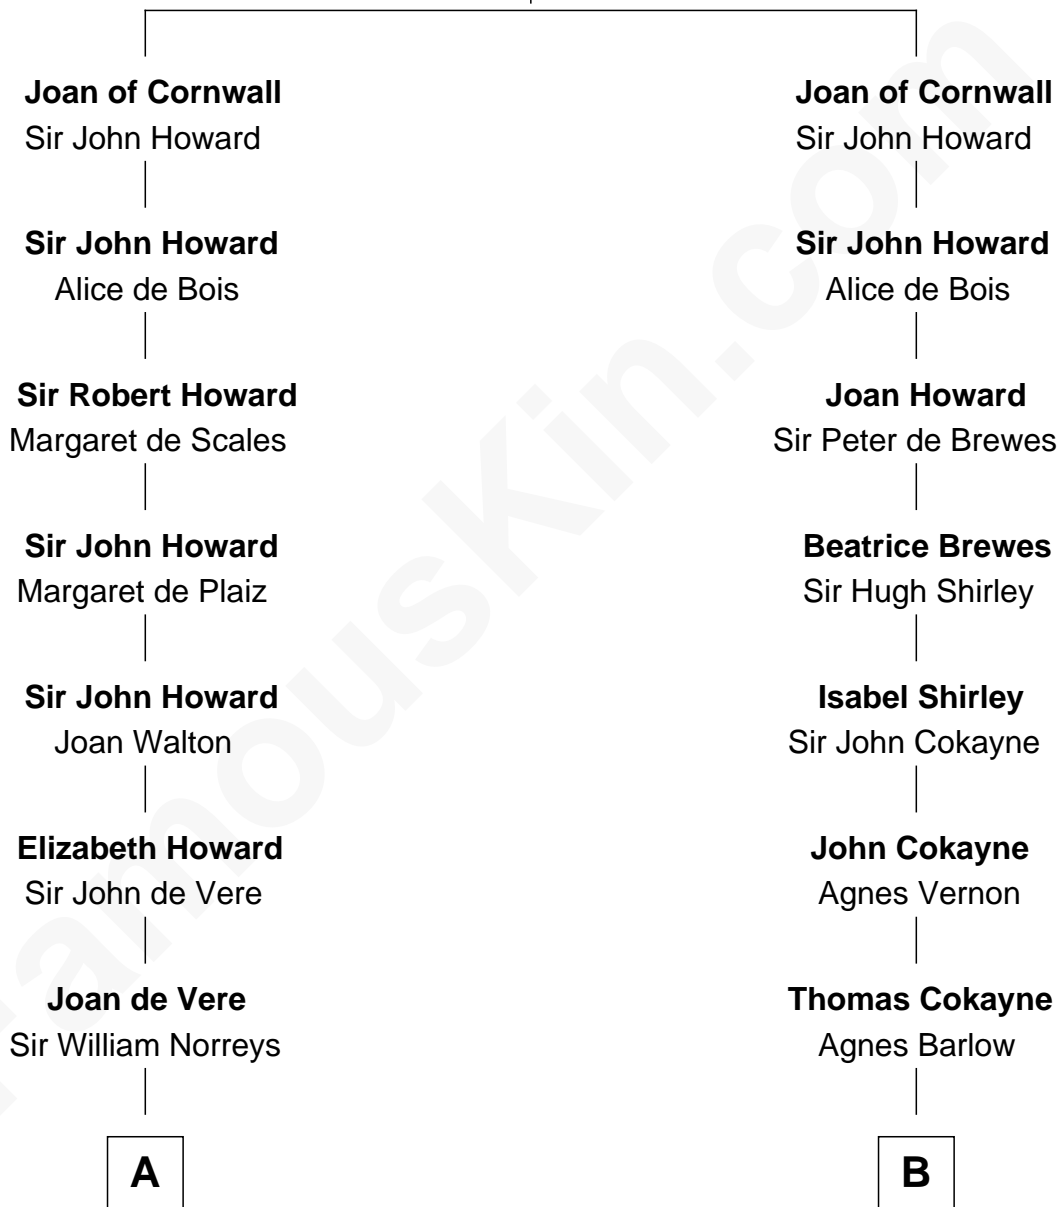 Joan of Cornwall
Sir John Howard
Sir John Howard
Alice de Bois
Sir Robert Howard
Margaret de Scales
Sir John Howard
Margaret de Plaiz
Sir John Howard
Joan Walton
Elizabeth Howard
Sir John de Vere
Joan de Vere
Sir William Norreys
A
Joan of Cornwall
Sir John Howard
Sir John Howard
Alice de Bois
Joan Howard
Sir Peter de Brewes
Beatrice Brewes
Sir Hugh Shirley
Isabel Shirley
Sir John Cokayne
John Cokayne
Agnes Vernon
Thomas Cokayne
Agnes Barlow
B
FamousKin.com